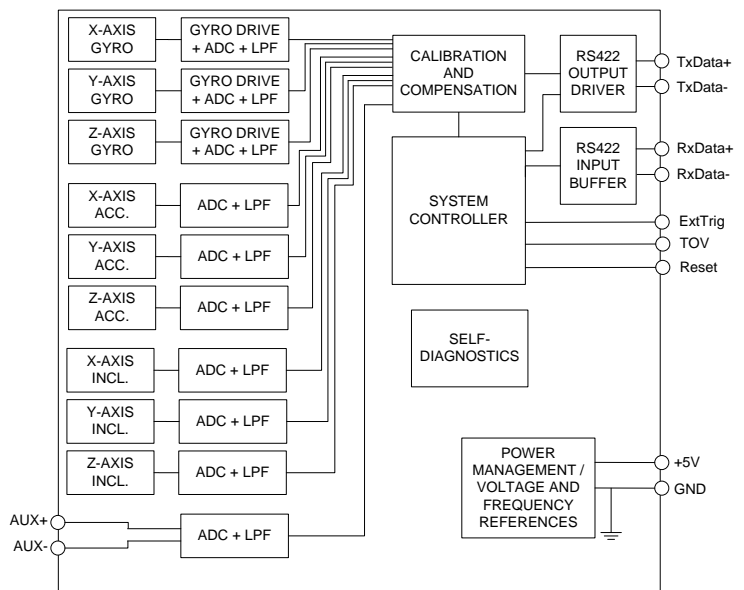 X-AXIS
GYRO
GYRO DRIVE
+ ADC + LPF
Y-AXIS
GYRO
GYRO DRIVE
+ ADC + LPF
Z-AXIS
GYRO
GYRO DRIVE
+ ADC + LPF
X-AXIS
ACC.
ADC + LPF
Y-AXIS
ACC.
ADC + LPF
Z-AXIS
ACC.
ADC + LPF
X-AXIS
INCL.
ADC + LPF
Y-AXIS
INCL.
ADC + LPF
Z-AXIS
INCL.
ADC + LPF
AUX+
AUX-
ADC + LPF
CALIBRATION
AND
COMPENSATION
SYSTEM
CONTROLLER
SELF-
DIAGNOSTICS
POWER
MANAGEMENT /
VOLTAGE AND
FREQUENCY
REFERENCES
RS422
OUTPUT
DRIVER
RS422
INPUT
BUFFER
TxData+
TxData-
RxData+
RxData-
ExtTrig
TOV
Reset
+5V
GND